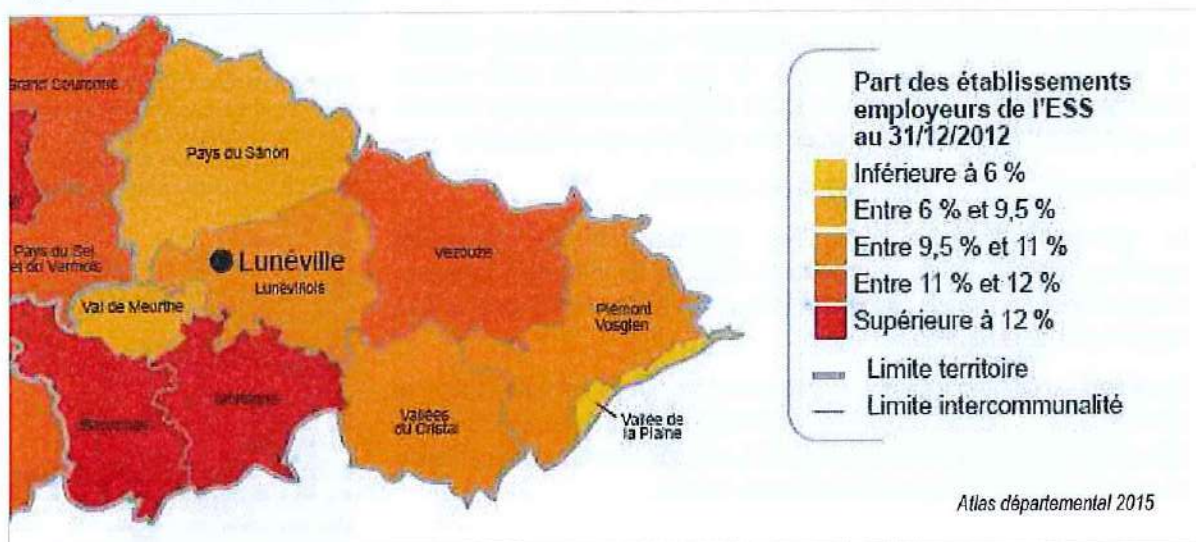 Grand Couronné
Pays du Sânon
Pays du Sel
et du Vermois
Lunéville
Lunévillois
Vezouze
Val de Meurthe
Piémont
Vosgien
Mortagne
Bayonnais
Vallées
du Cristal
Vallée de
la Plaine
Part des établissements
employeurs de l'ESS
au 31/12/2012
Inférieure à 6 %
Entre 6 % et 9,5 %
Entre 9,5 % et 11 %
Entre 11 % et 12 %
Supérieure à 12 %
Limite territoire
Limite intercommunalité
Atlas départemental 2015